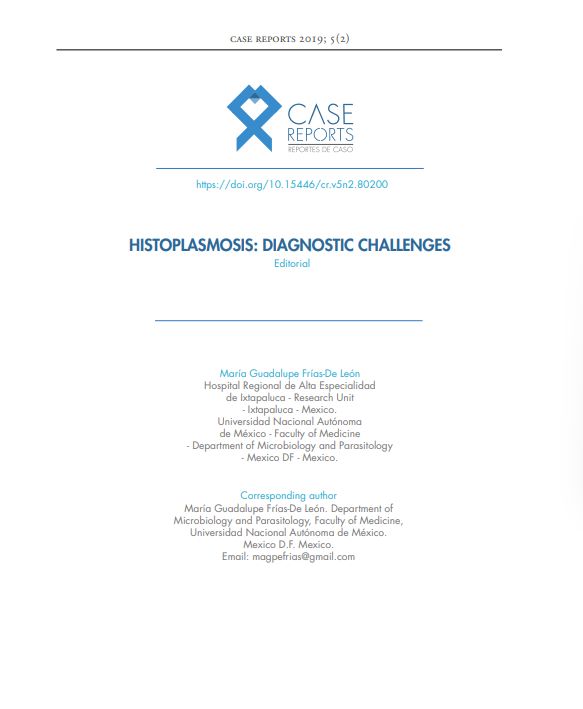 CASE REPORTS 2019; 5(2)
CASE
REPORTS
REPORTES DE CASO
https://doi.org/10.15446/cr.v5n2.80200
HISTOPLASMOSIS: DIAGNOSTIC CHALLENGES
Editorial
María Guadalupe Frías-De León
Hospital Regional de Alta Especialidad
de Ixtapaluca - Research Unit
- Ixtapaluca - Mexico.
Universidad Nacional Autónoma
de México - Faculty of Medicine
- Department of Microbiology and Parasitology
- Mexico DF - Mexico.
Corresponding author
María Guadalupe Frías-De León. Department of
Microbiology and Parasitology, Faculty of Medicine,
Universidad Nacional Autónoma de México.
Mexico D.F. Mexico.
Email: magpefrias@gmail.com